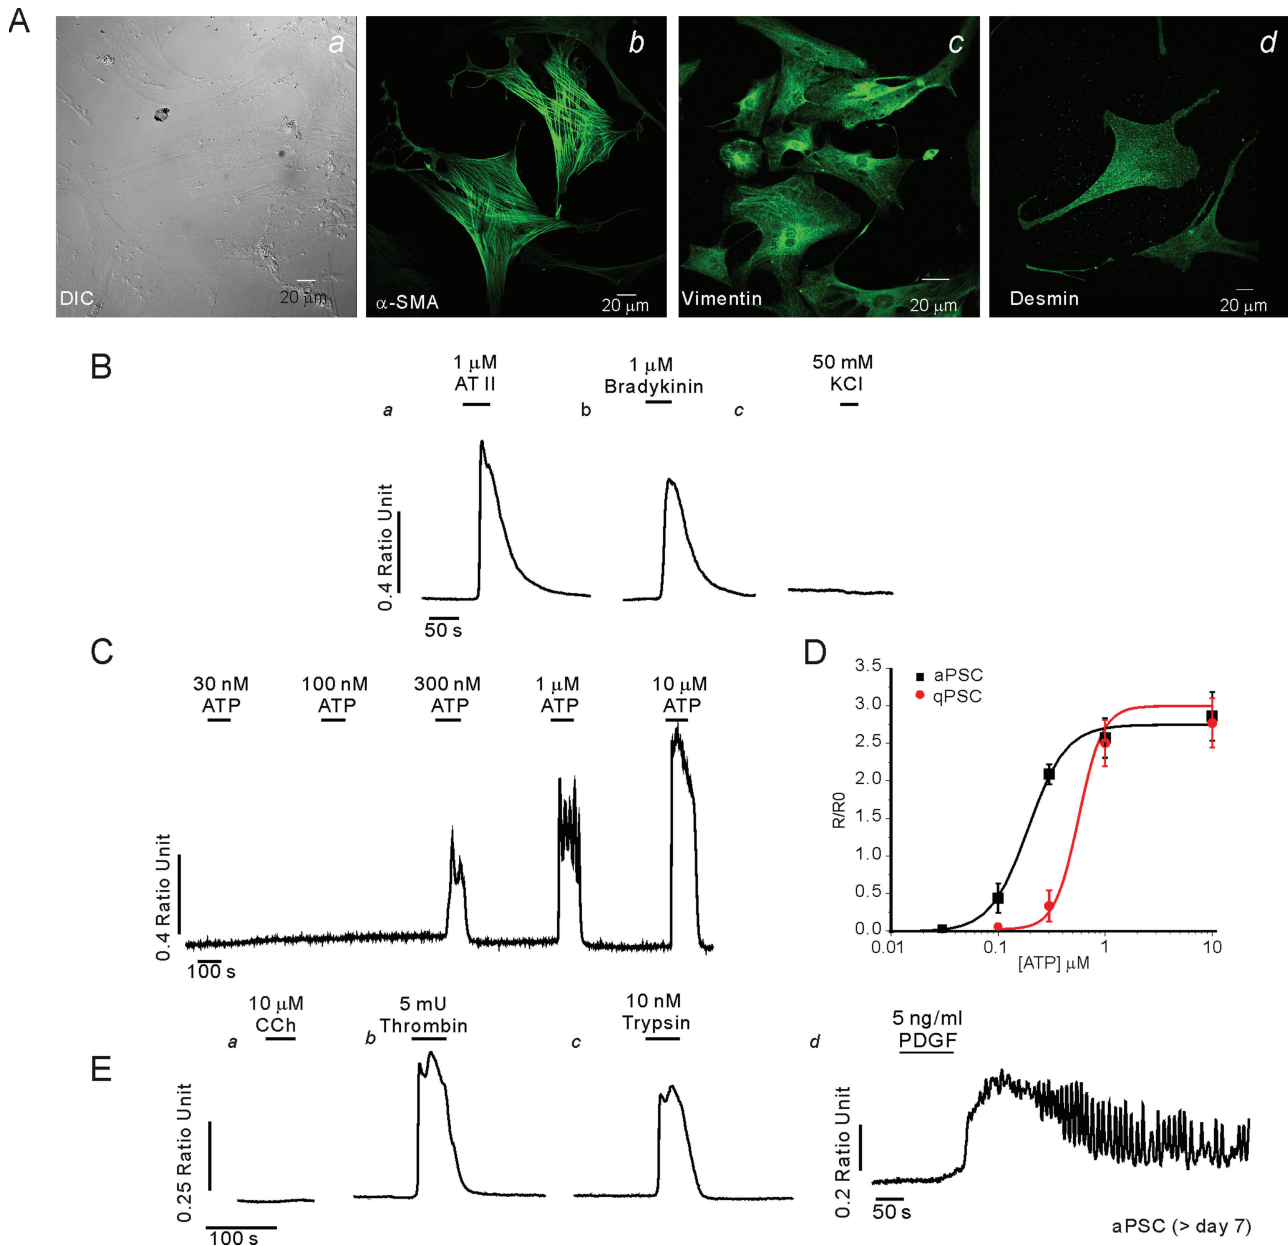 A
a
b
c
d
DIC
20 μm
α-SMA
20 μm
Vimentin
20 μm
Desmin
20 μm
B
1 μM
AT II
1 μM
Bradykinin
50 mM
KCl
a
b
c
0.4 Ratio Unit
50 s
C
30 nM
ATP
100 nM
ATP
300 nM
ATP
1 μM
ATP
10 μM
ATP
0.4 Ratio Unit
100 s
D
aPSC
qPSC
3.5
3.0
2.5
2.0
1.5
1.0
0.5
0.0
R/R0
0.01
0.1
1
10
[ATP] μM
E
10 μM
CCh
5 mU
Thrombin
10 nM
Trypsin
5 ng/ml
PDGF
a
b
c
d
0.25 Ratio Unit
100 s
0.2 Ratio Unit
50 s
aPSC (> day 7)